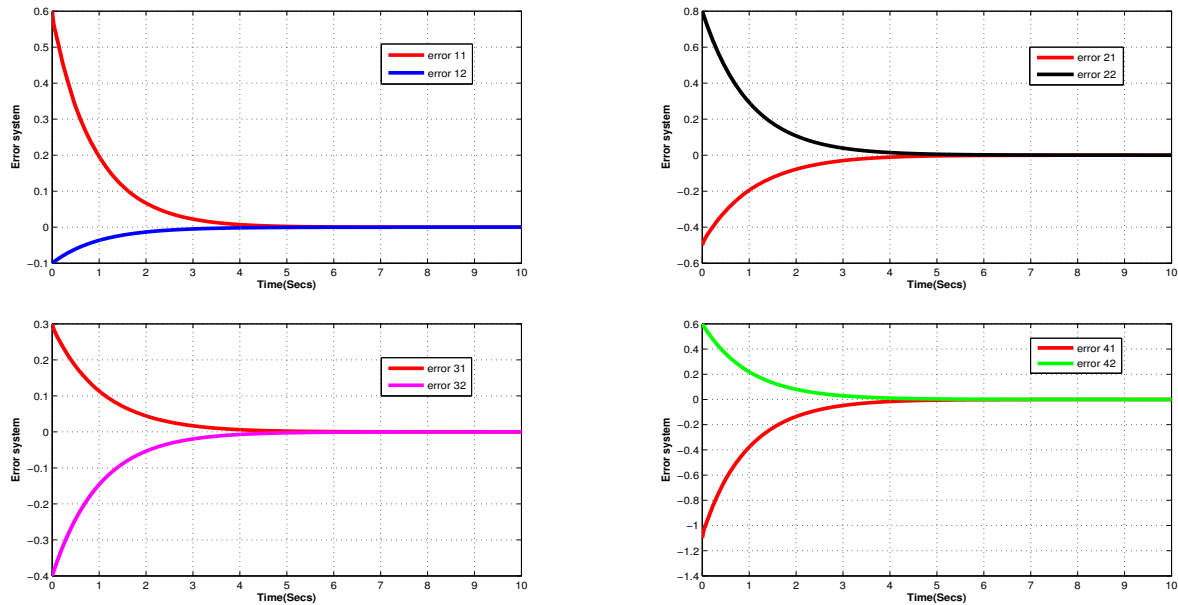 0.6
0.5
0.4
0.3
0.2
0.1
0
−0.1
Error system
error 11
error 12
0 1 2 3 4 5 6 7 8 9 10
Time(Secs)
0.8
0.6
0.4
0.2
0
−0.2
−0.4
−0.6
Error system
error 21
error 22
0 1 2 3 4 5 6 7 8 9 10
Time(Secs)
0.3
0.2
0.1
0
−0.1
−0.2
−0.3
−0.4
Error system
error 31
error 32
0 1 2 3 4 5 6 7 8 9 10
Time(Secs)
0.6
0.4
0.2
0
−0.2
−0.4
−0.6
−0.8
−1
−1.2
−1.4
Error system
error 41
error 42
0 1 2 3 4 5 6 7 8 9 10
Time(Secs)